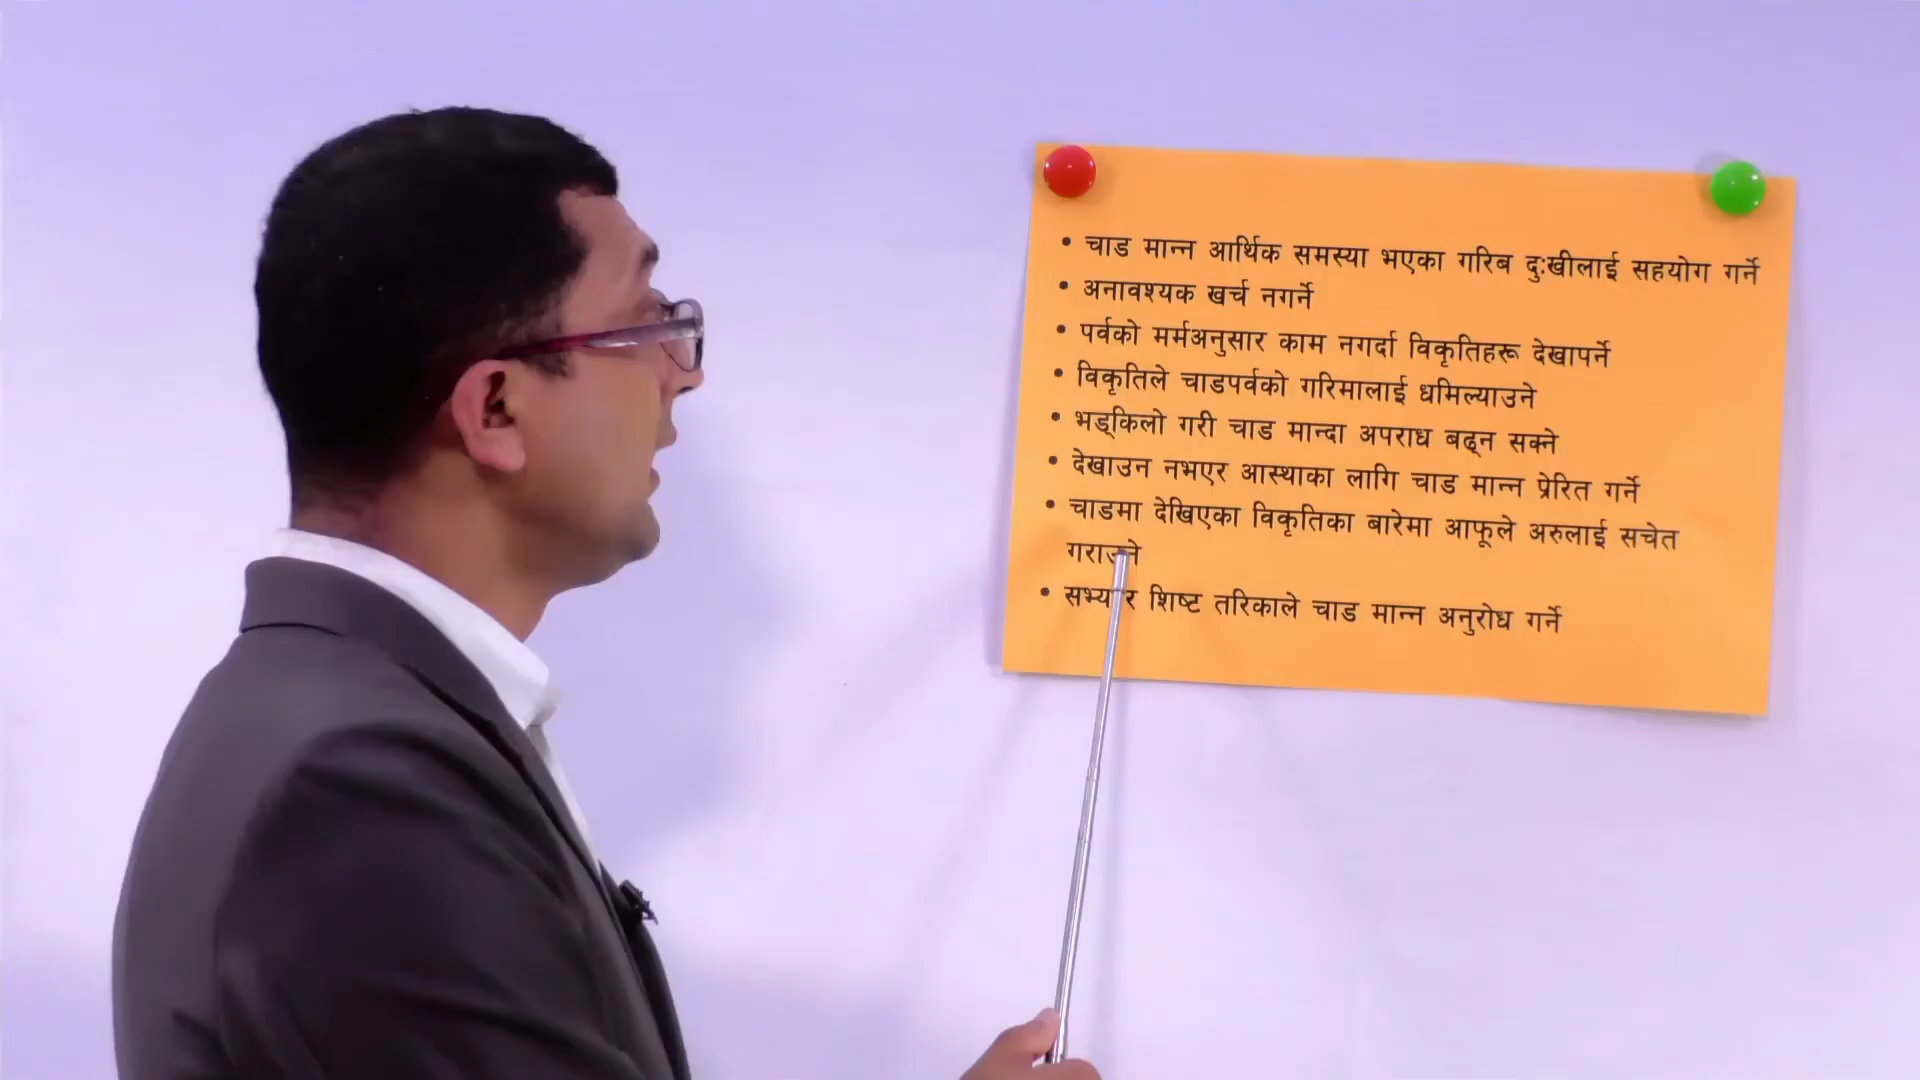 • चाड मान्न आर्थिक समस्या भएका गरिब दुःखीलाई सहयोग गर्ने
• अनावश्यक खर्च नगर्ने
• पर्वको मर्मअनुसार काम नगर्दा विकृतिहरू देखापर्ने
• विकृतिले चाडपर्वको गरिमालाई धमिल्याउने
• भड्किलो गरी चाड मान्दा अपराध बढ्न सक्ने
• देखाउन नभएर आस्थाका लागि चाड मान्न प्रेरित गर्ने
• चाडमा देखिएका विकृतिका बारेमा आफूले अरुलाई सचेत
गराउने
• शिष्ट तरिकाले चाड मान्न अनुरोध गर्ने